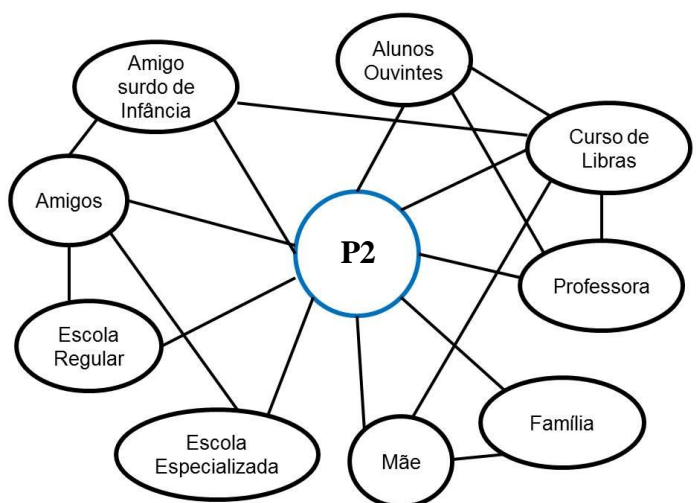 Amigo
surdo de
Infância
Alunos
Ouvintes
Curso de
Libras
Amigos
P2
Professora
Escola
Regular
Escola
Especializada
Mãe
Família